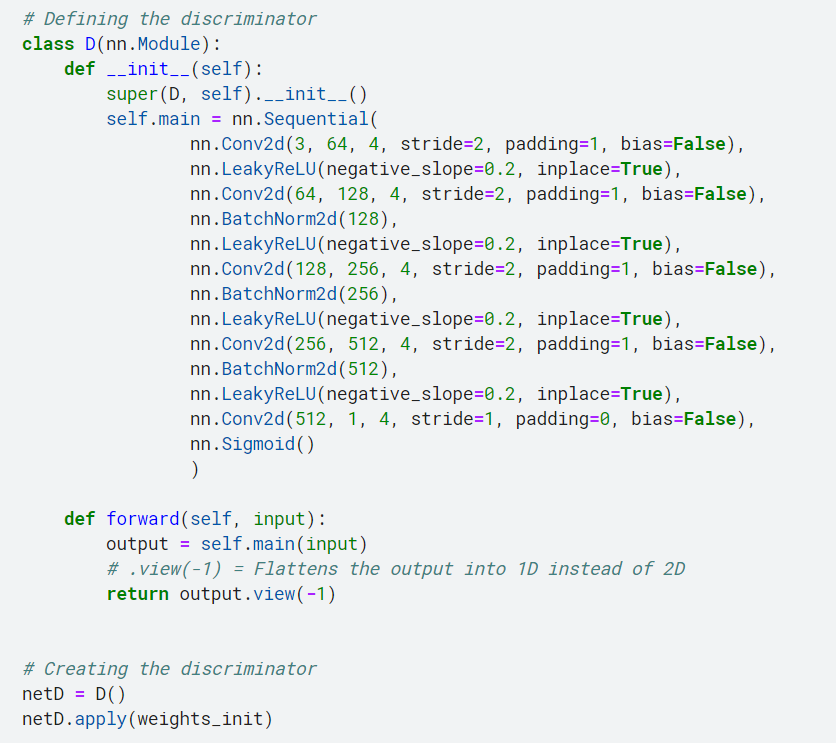 # Defining the discriminator
class D(nn.Module):
    def __init__(self):
        super(D, self).__init__()
        self.main = nn.Sequential(
                nn.Conv2d(3, 64, 4, stride=2, padding=1, bias=False),
                nn.LeakyReLU(negative_slope=0.2, inplace=True),
                nn.Conv2d(64, 128, 4, stride=2, padding=1, bias=False),
                nn.BatchNorm2d(128),
                nn.LeakyReLU(negative_slope=0.2, inplace=True),
                nn.Conv2d(128, 256, 4, stride=2, padding=1, bias=False),
                nn.BatchNorm2d(256),
                nn.LeakyReLU(negative_slope=0.2, inplace=True),
                nn.Conv2d(256, 512, 4, stride=2, padding=1, bias=False),
                nn.BatchNorm2d(512),
                nn.LeakyReLU(negative_slope=0.2, inplace=True),
                nn.Conv2d(512, 1, 4, stride=1, padding=0, bias=False),
                nn.Sigmoid()
                )
    def forward(self, input):
        output = self.main(input)
        # .view(-1) = Flattens the output into 1D instead of 2D
        return output.view(-1)
# Creating the discriminator
netD = D()
netD.apply(weights_init)